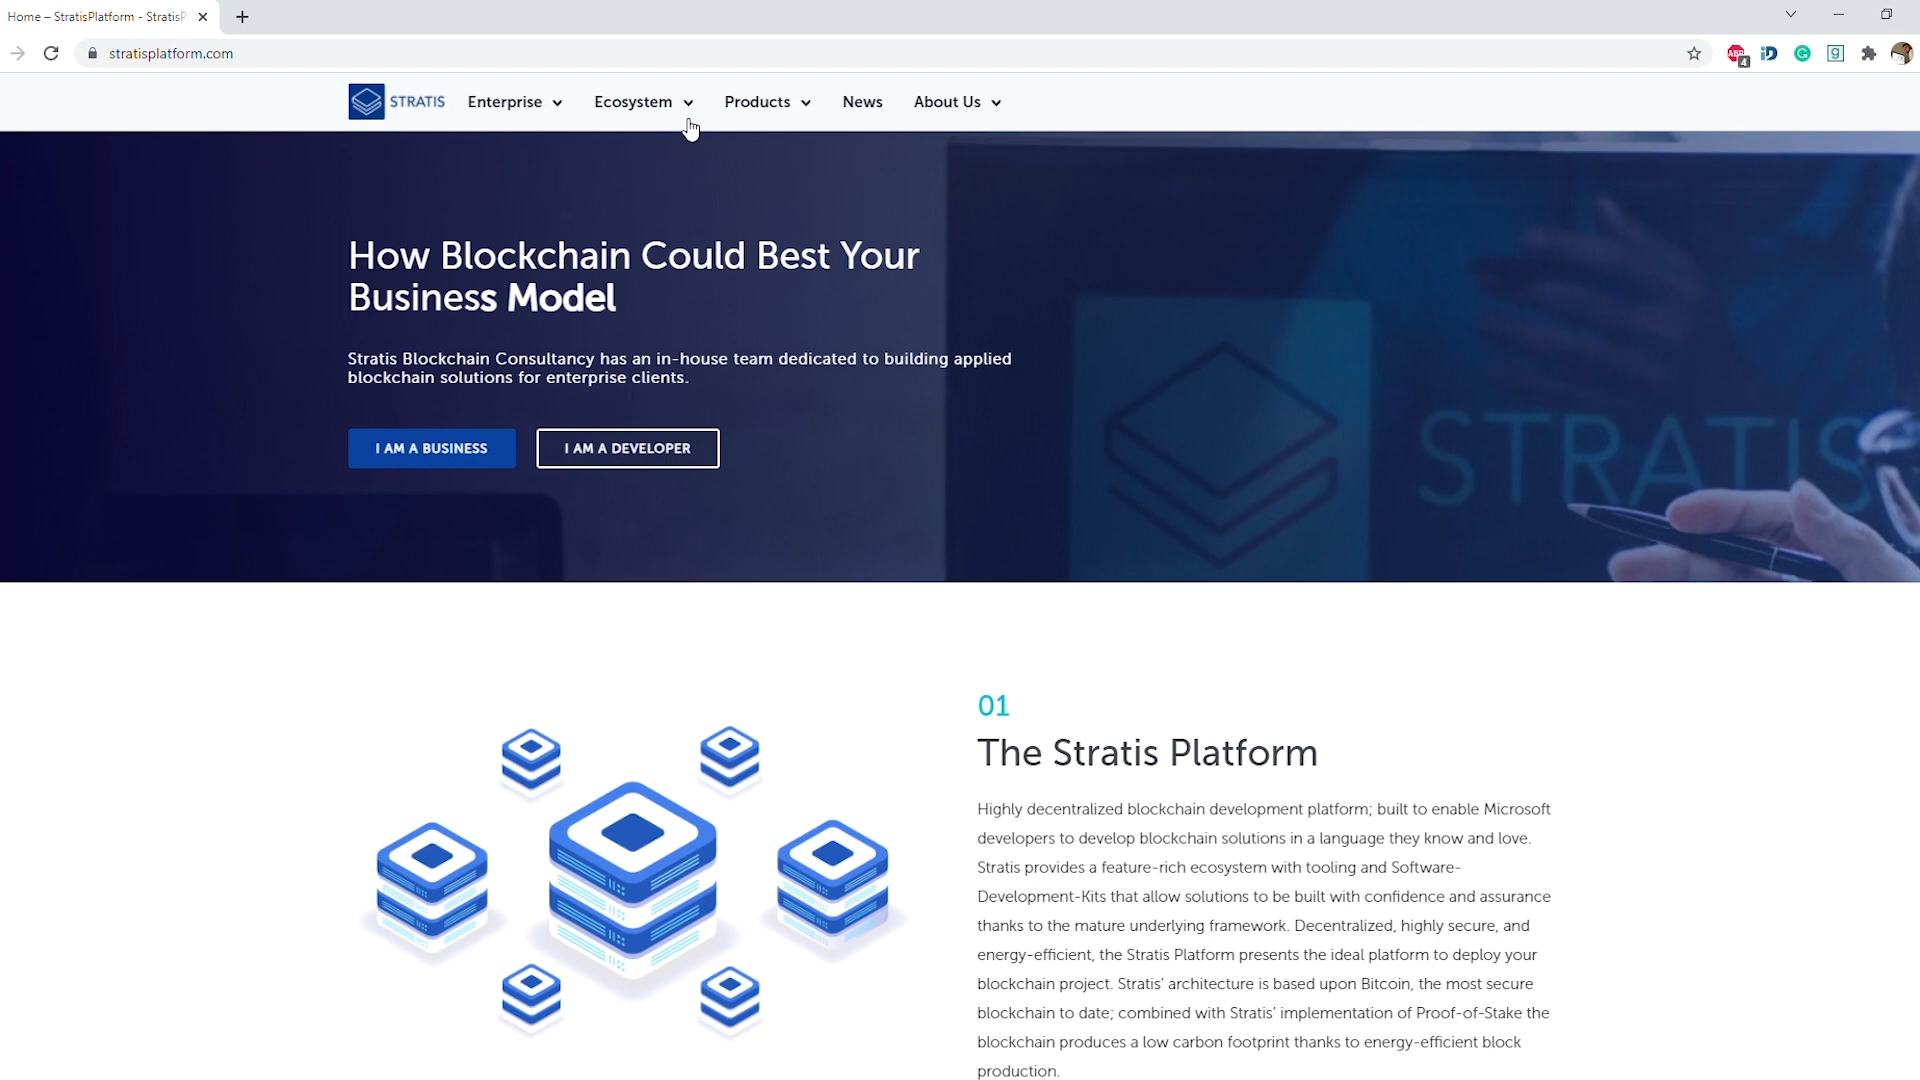 Home – StratisPlatform - StratisP
stratisplatform.com
ABP
4
STRATIS
Enterprise
Ecosystem
Products
News
About Us
How Blockchain Could Best Your
Business Model
Stratis Blockchain Consultancy has an in-house team dedicated to building applied
blockchain solutions for enterprise clients.
I AM A BUSINESS
I AM A DEVELOPER
STRATIS
01
The Stratis Platform
Highly decentralized blockchain development platform; built to enable Microsoft
developers to develop blockchain solutions in a language they know and love.
Stratis provides a feature-rich ecosystem with tooling and Software-
Development-Kits that allow solutions to be built with confidence and assurance
thanks to the mature underlying framework. Decentralized, highly secure, and
energy-efficient, the Stratis Platform presents the ideal platform to deploy your
blockchain project. Stratis’ architecture is based upon Bitcoin, the most secure
blockchain to date; combined with Stratis’ implementation of Proof-of-Stake the
blockchain produces a low carbon footprint thanks to energy-efficient block
production.